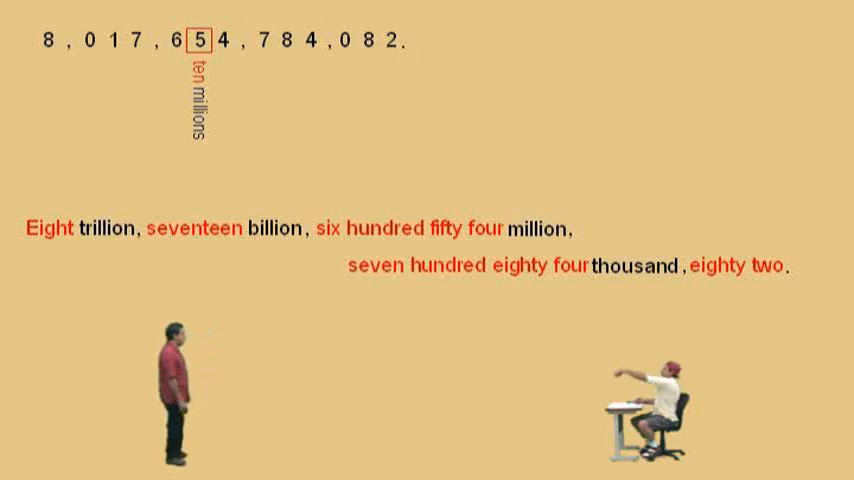 8 , 0 1 7 , 6 5 4 , 7 8 4 , 0 8 2 .
ten millions
Eight trillion, seventeen billion, six hundred fifty four million,
seven hundred eighty four thousand, eighty two.